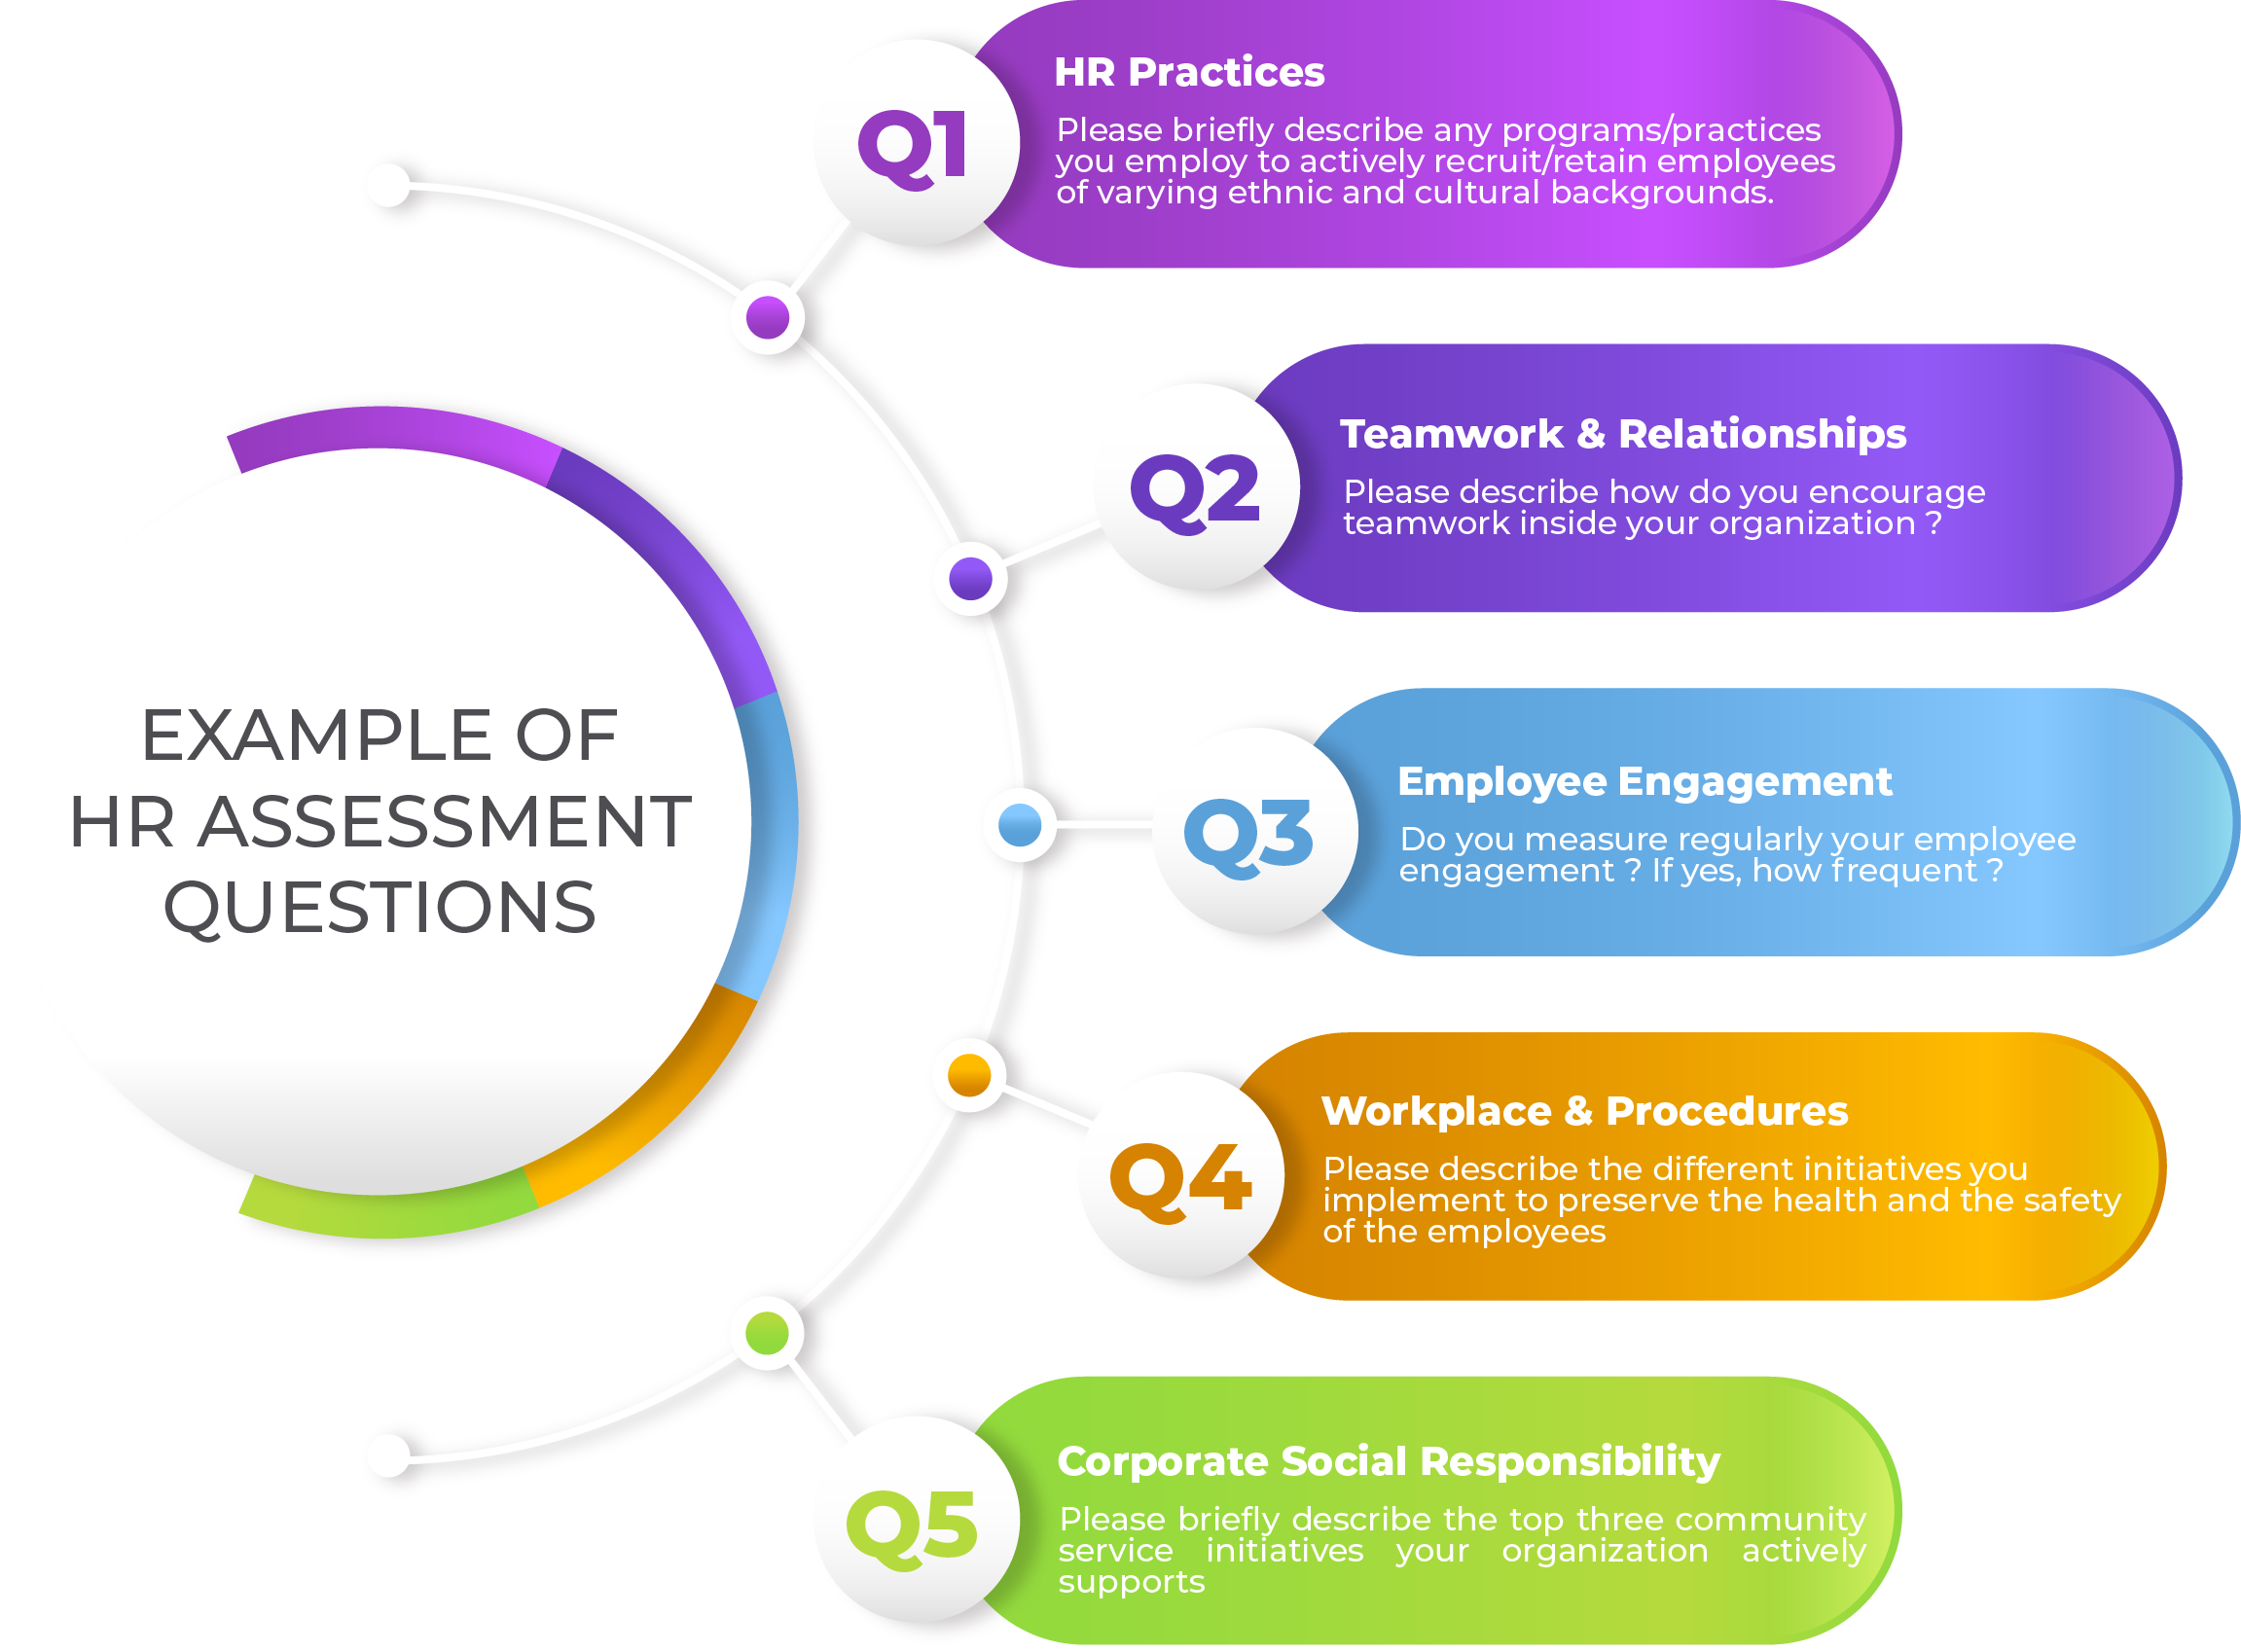 EXAMPLE OF
HR ASSESSMENT
QUESTIONS
Q1
HR Practices
Please briefly describe any programs/practices
you employ to actively recruit/retain employees
of varying ethnic and cultural backgrounds.
Q2
Teamwork & Relationships
Please describe how do you encourage
teamwork inside your organization ?
Q3
Employee Engagement
Do you measure regularly your employee
engagement ? If yes, how frequent ?
Q4
Workplace & Procedures
Please describe the different initiatives you
implement to preserve the health and the safety
of the employees
Q5
Corporate Social Responsibility
Please briefly describe the top three community
service initiatives your organization actively
supports